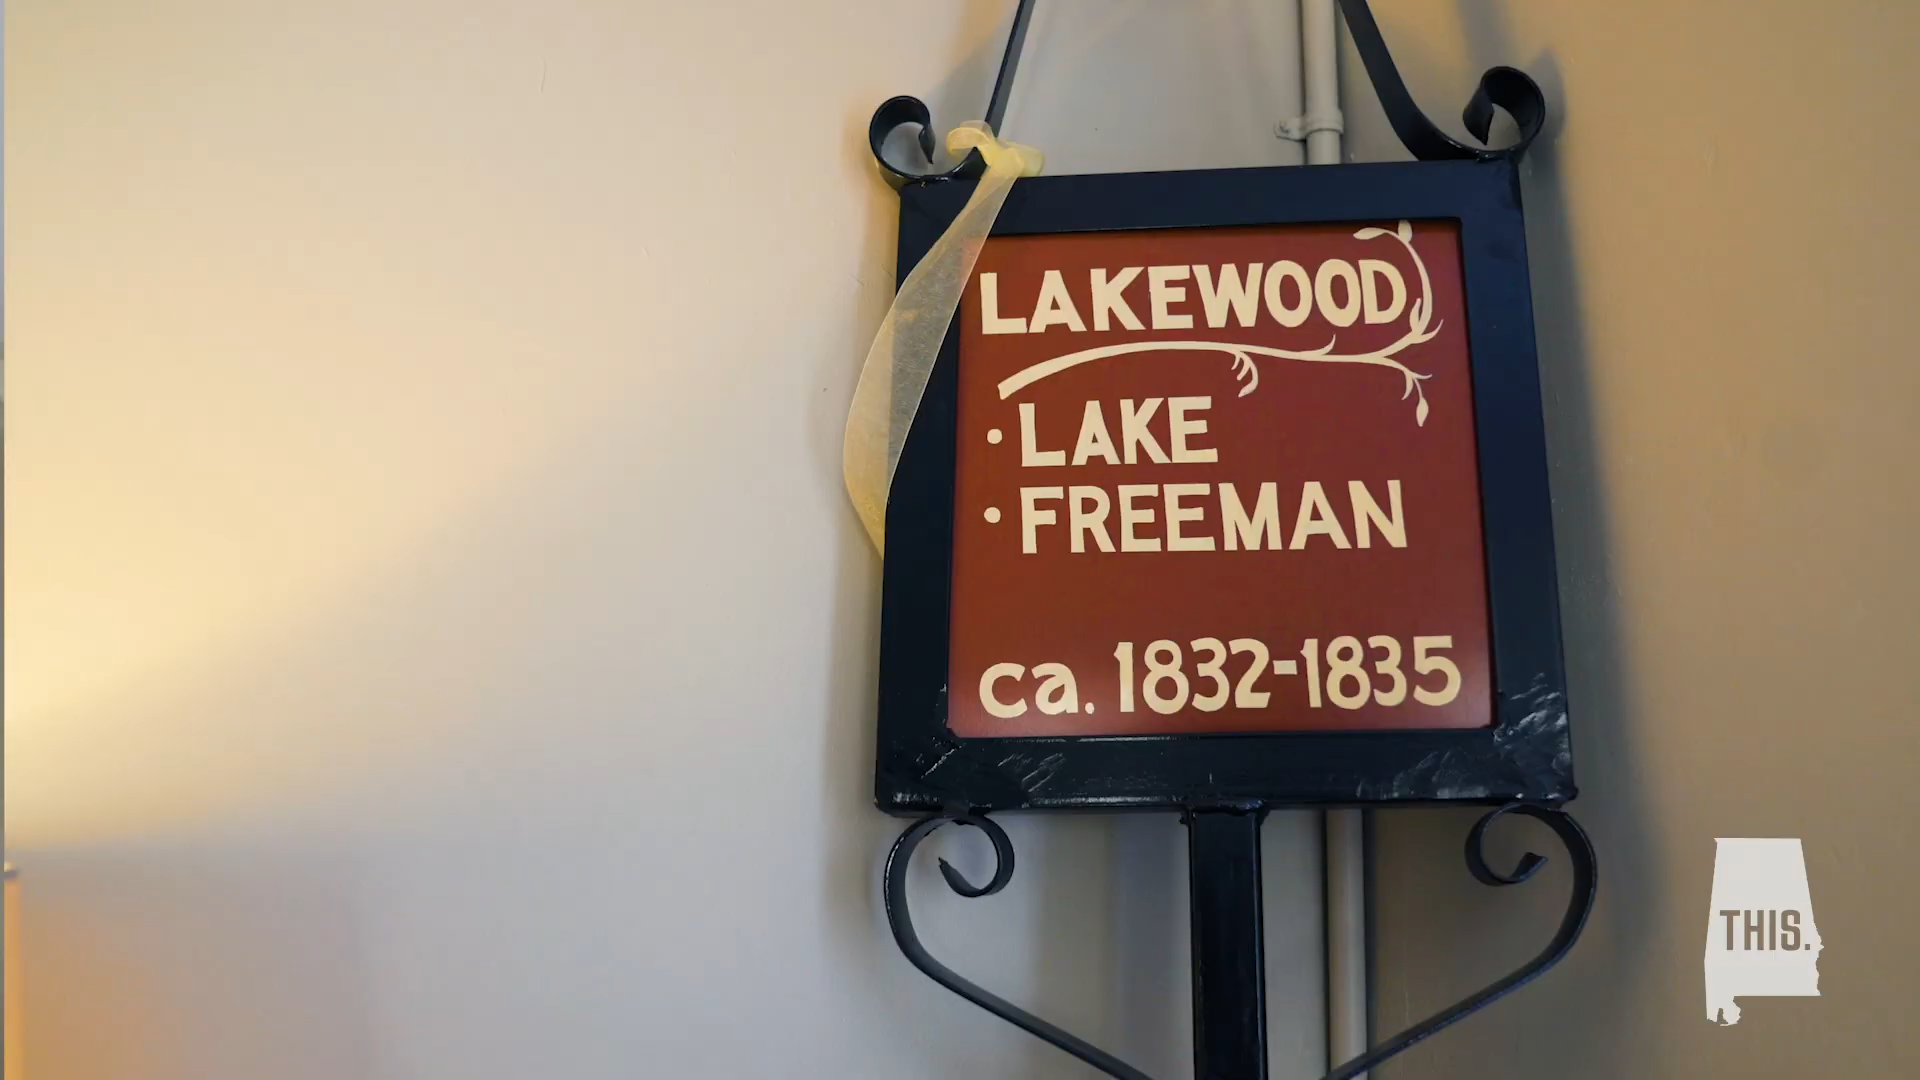 LAKEWOOD
• LAKE
• FREEMAN
ca. 1832-1835
THIS.